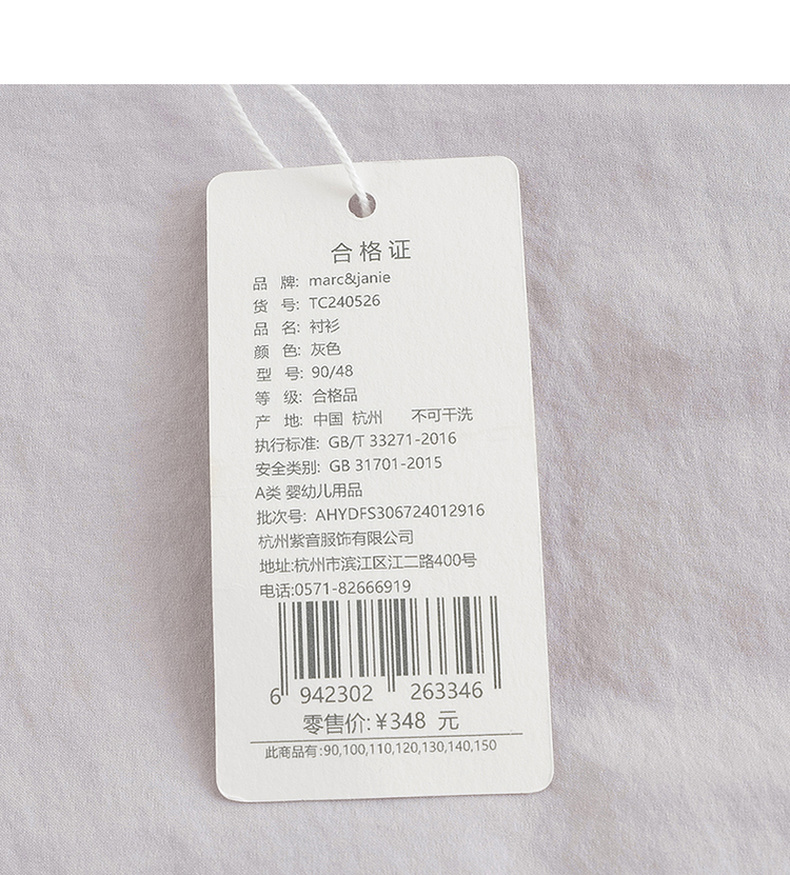 合格证
品 牌: marc&janie
货 号: TC240526
品 名: 衬衫
颜 色: 灰色
型 号: 90/48
等 级: 合格品
产 地: 中国 杭州 不可干洗
执行标准: GB/T 33271-2016
安全类别: GB 31701-2015
A类 婴幼儿用品
批次号: AHYDFS306724012916
杭州紫音服饰有限公司
地址:杭州市滨江区江二路400号
电话:0571-82666919
6 942302 263346
零售价:¥348 元
此商品有:90,100,110,120,130,140,150